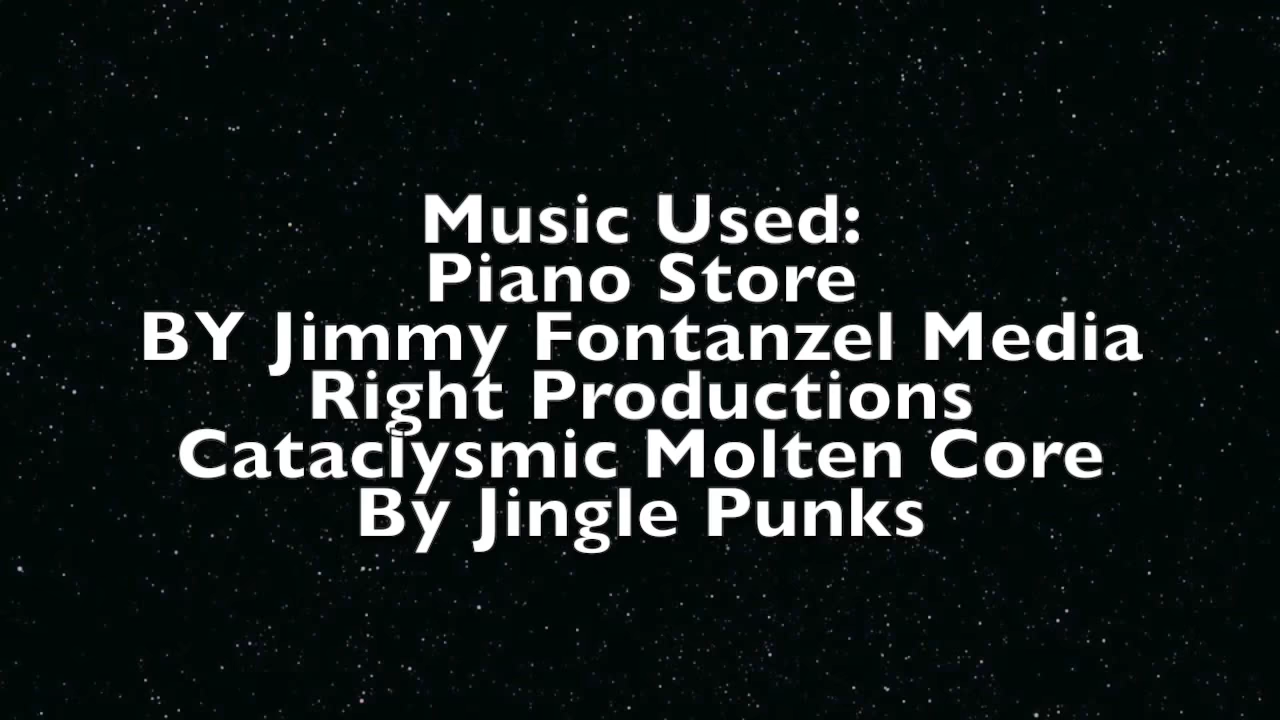 Music Used:
Piano Store
BY Jimmy Fontanzel Media
Right Productions
Cataclysmic Molten Core
By Jingle Punks